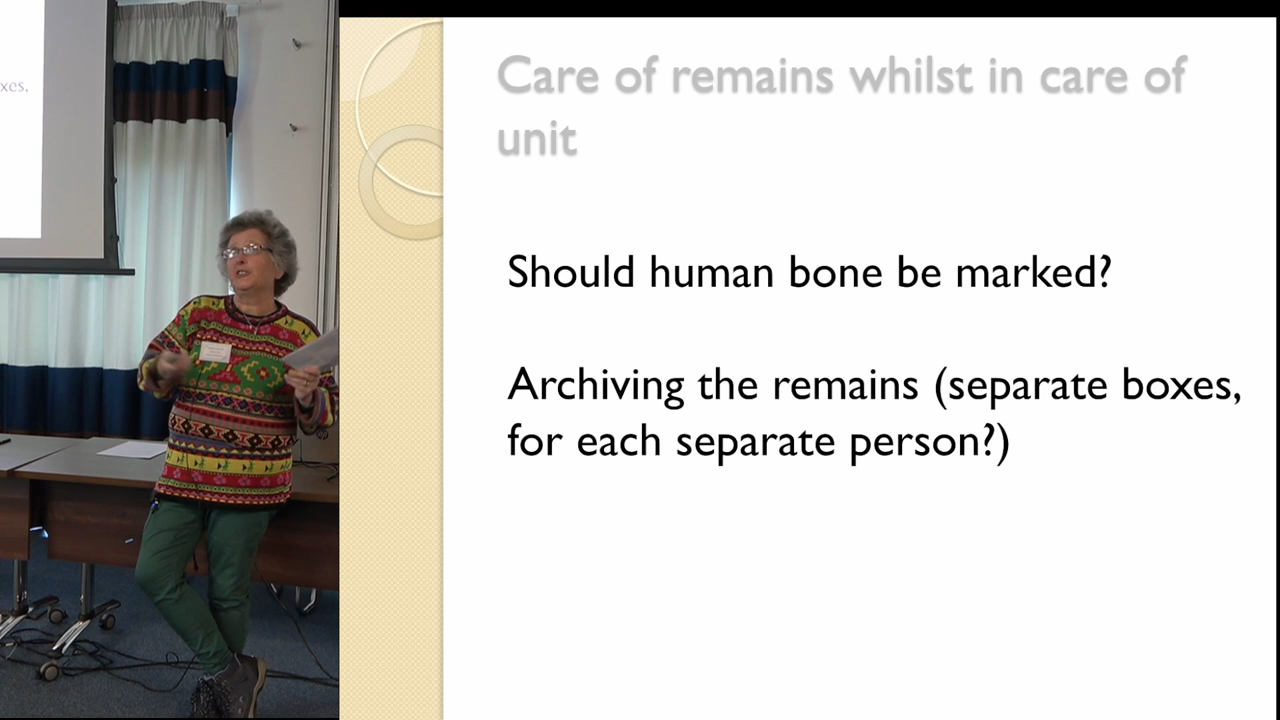 xes,
Care of remains whilst in care of
unit
Should human bone be marked?
Archiving the remains (separate boxes,
for each separate person?)